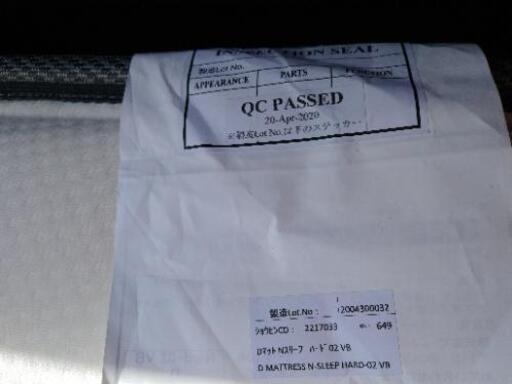 INSPECTION SEAL
製造Lot No.
APPEARANCE PARTS FUNCTION
QC PASSED
20-Apr-2020
※製造Lot No.は下のステッカー
製造Lot.No: 2004300032
ｼｮｳﾋﾝCD: 2217033 649
Dﾏｯﾄ Nｽﾘｰﾌﾟ ﾊｰﾄﾞ02 VB
D MATTRESS N-SLEEP HARD-02 VB